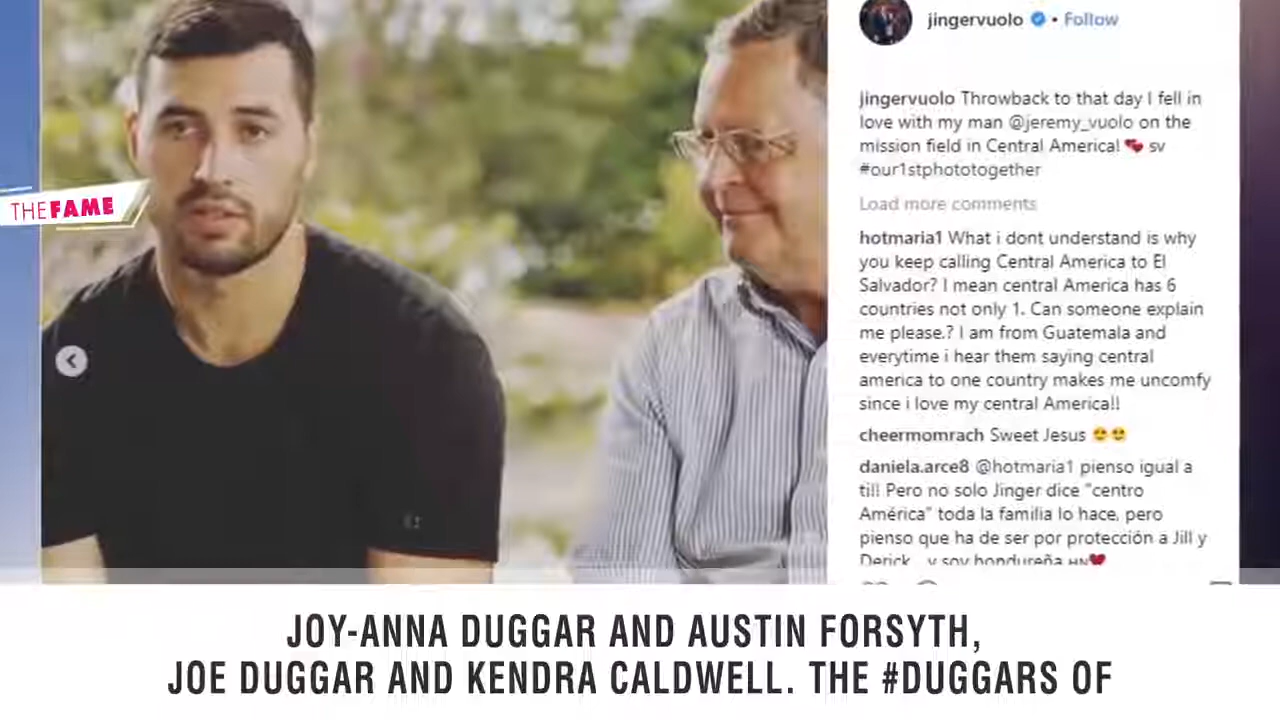 jingervuolo • Follow
jingervuolo Throwback to that day I fell in
love with my man @jeremy_vuolo on the
mission field in Central America! 💕 sv
#our1stphototogether
Load more comments
hotmaria1 What i dont understand is why
you keep calling Central America to El
Salvador? I mean central America has 6
countries not only 1. Can someone explain
me please.? I am from Guatemala and
everytime i hear them saying central
america to one country makes me uncomfy
since i love my central America!!
cheermomrach Sweet Jesus 😍😍
daniela.arce8 @hotmaria1 pienso igual a
ti!! Pero no solo Jinger dice "centro
América" toda la familia lo hace, pero
pienso que ha de ser por protección a Jill y
Derick... y soy hondureña HN❤
THEFAME
JOY-ANNA DUGGAR AND AUSTIN FORSYTH,
JOE DUGGAR AND KENDRA CALDWELL. THE #DUGGARS OF